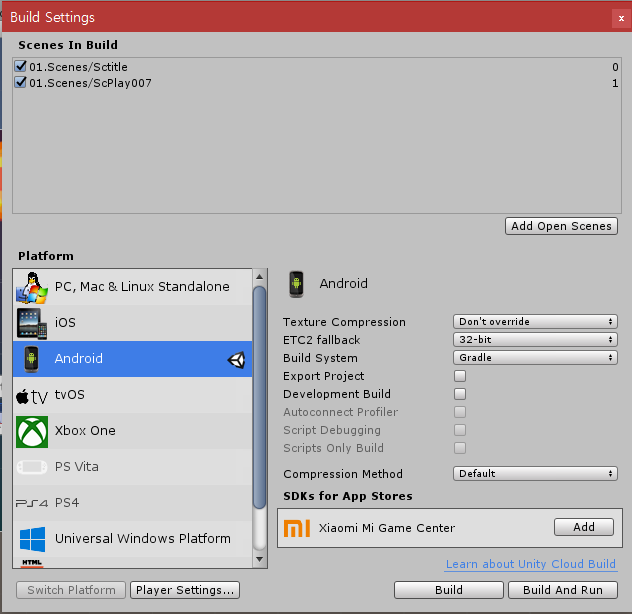 Build Settings
x
Scenes In Build
01.Scenes/Sctitle 0
01.Scenes/ScPlay007 1
Add Open Scenes
Platform
PC, Mac & Linux Standalone
iOS
Android
tv tvOS
Xbox One
PS Vita
PS4 PS4
Universal Windows Platform
HTML
Android
Texture Compression Don't override
ETC2 fallback 32-bit
Build System Gradle
Export Project
Development Build
Autoconnect Profiler
Script Debugging
Scripts Only Build
Compression Method Default
SDKs for App Stores
mi Xiaomi Mi Game Center Add
Learn about Unity Cloud Build
Switch Platform Player Settings... Build Build And Run